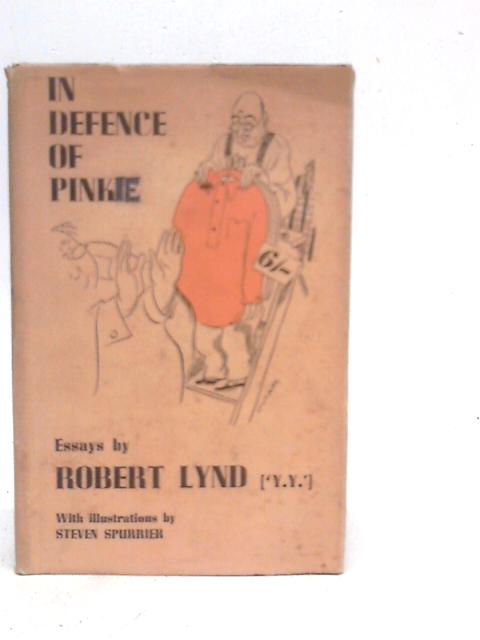 IN
DEFENCE
OF
PINKIE
6/-
Essays by
ROBERT LYND ['Y.Y.']
With illustrations by
STEVEN SPURRIER